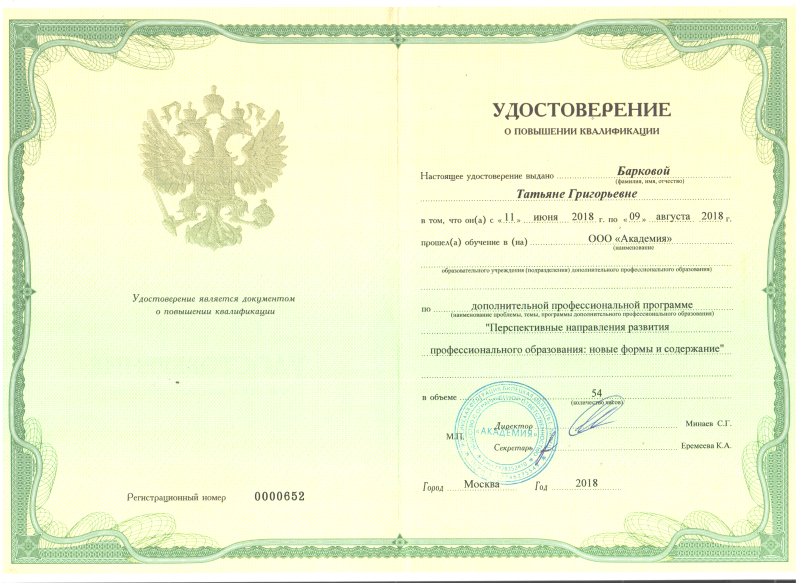 Удостоверение является документом
о повышении квалификации
Регистрационный номер 0000652
УДОСТОВЕРЕНИЕ
О ПОВЫШЕНИИ КВАЛИФИКАЦИИ
Настоящее удостоверение выдано Барковой
(фамилия, имя, отчество)
Татьяне Григорьевне
в том, что он(а) с «11» июня 2018 г. по «09» августа 2018 г.
прошел(а) обучение в (на) ООО «Академия»
(наименование
образовательного учреждения (подразделения) дополнительного профессионального образования)
по дополнительной профессиональной программе
(наименование проблемы, темы, программы дополнительного профессионального образования)
"Перспективные направления развития
профессионального образования: новые формы и содержание"
в объеме 54
(количество часов)
Директор Минаев С.Г.
М.П. «АКАДЕМИЯ»
Секретарь Еремеева К.А.
Город Москва Год 2018